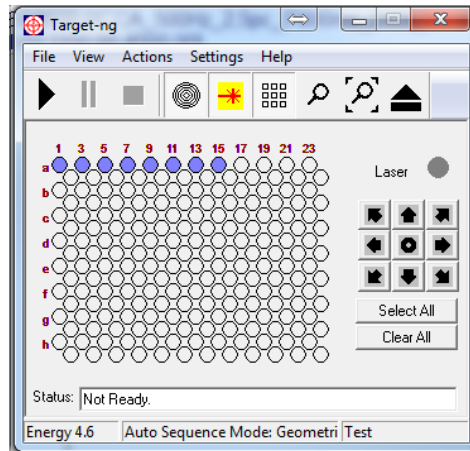 Target-ng
File View Actions Settings Help
1 3 5 7 9 11 13 15 17 19 21 23
a
Laser
b
c
d
e
f
Select All
g
Clear All
h
Status: Not Ready.
Energy 4.6 Auto Sequence Mode: Geometri Test